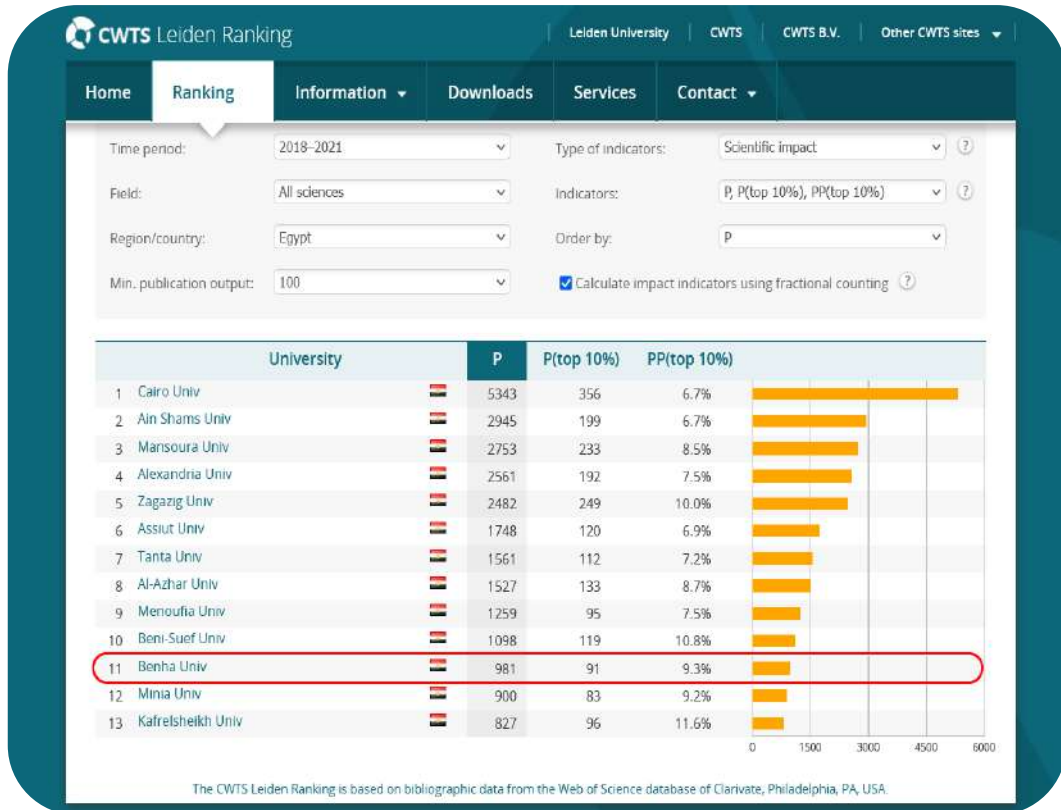 CWTS Leiden Ranking
Leiden University CWTS CWTS B.V. Other CWTS sites
Home Ranking Information Downloads Services Contact
Time period: 2018–2021 Type of indicators: Scientific impact ?
Field: All sciences Indicators: P, P(top 10%), PP(top 10%) ?
Region/country: Egypt Order by: P
Min. publication output: 100 Calculate impact indicators using fractional counting ?
University P P(top 10%) PP(top 10%)
1 Cairo Univ 5343 356 6.7%
2 Ain Shams Univ 2945 199 6.7%
3 Mansoura Univ 2753 233 8.5%
4 Alexandria Univ 2561 192 7.5%
5 Zagazig Univ 2482 249 10.0%
6 Assiut Univ 1748 120 6.9%
7 Tanta Univ 1561 112 7.2%
8 Al-Azhar Univ 1527 133 8.7%
9 Menoufia Univ 1259 95 7.5%
10 Beni-Suef Univ 1098 119 10.8%
11 Benha Univ 981 91 9.3%
12 Minia Univ 900 83 9.2%
13 Kafrelsheikh Univ 827 96 11.6%
0 1500 3000 4500 6000
The CWTS Leiden Ranking is based on bibliographic data from the Web of Science database of Clarivate, Philadelphia, PA, USA.